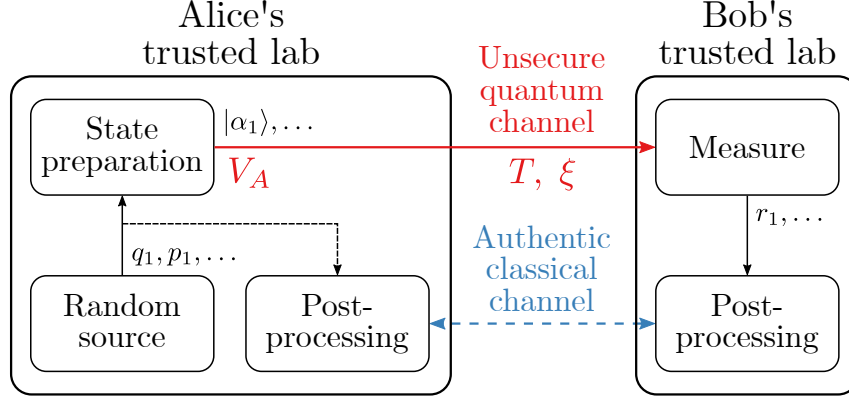 Alice's
trusted lab
Bob's
trusted lab
Unsecure
quantum
channel
State
preparation
|α₁⟩, …
V_A
T, ξ
Measure
r₁, …
q₁, p₁, …
Authentic
classical
channel
Random
source
Post-
processing
Post-
processing